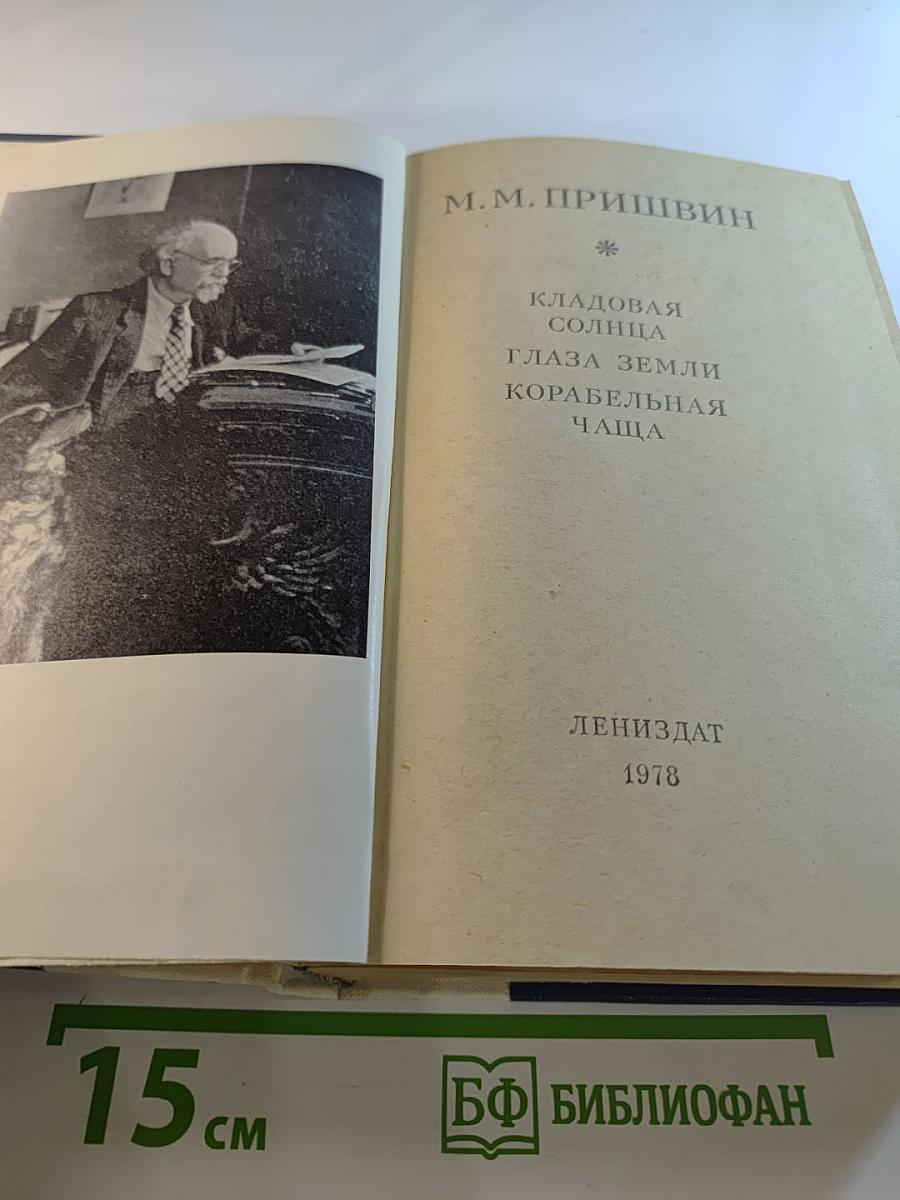 М. М. ПРИШВИН
*
КЛАДОВАЯ
СОЛНЦА
ГЛАЗА ЗЕМЛИ
КОРАБЕЛЬНАЯ
ЧАЩА
ЛЕНИЗДАТ
1978
15 см
БФ БИБЛИОФАН